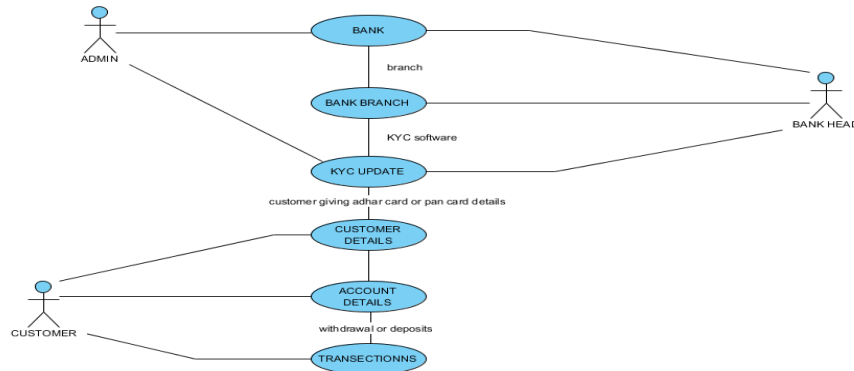 BANK
ADMIN
branch
BANK BRANCH
BANK HEAD
KYC software
KYC UPDATE
customer giving adhar card or pan card details
CUSTOMER
DETAILS
ACCOUNT
DETAILS
CUSTOMER
withdrawal or deposits
TRANSECTIONNS